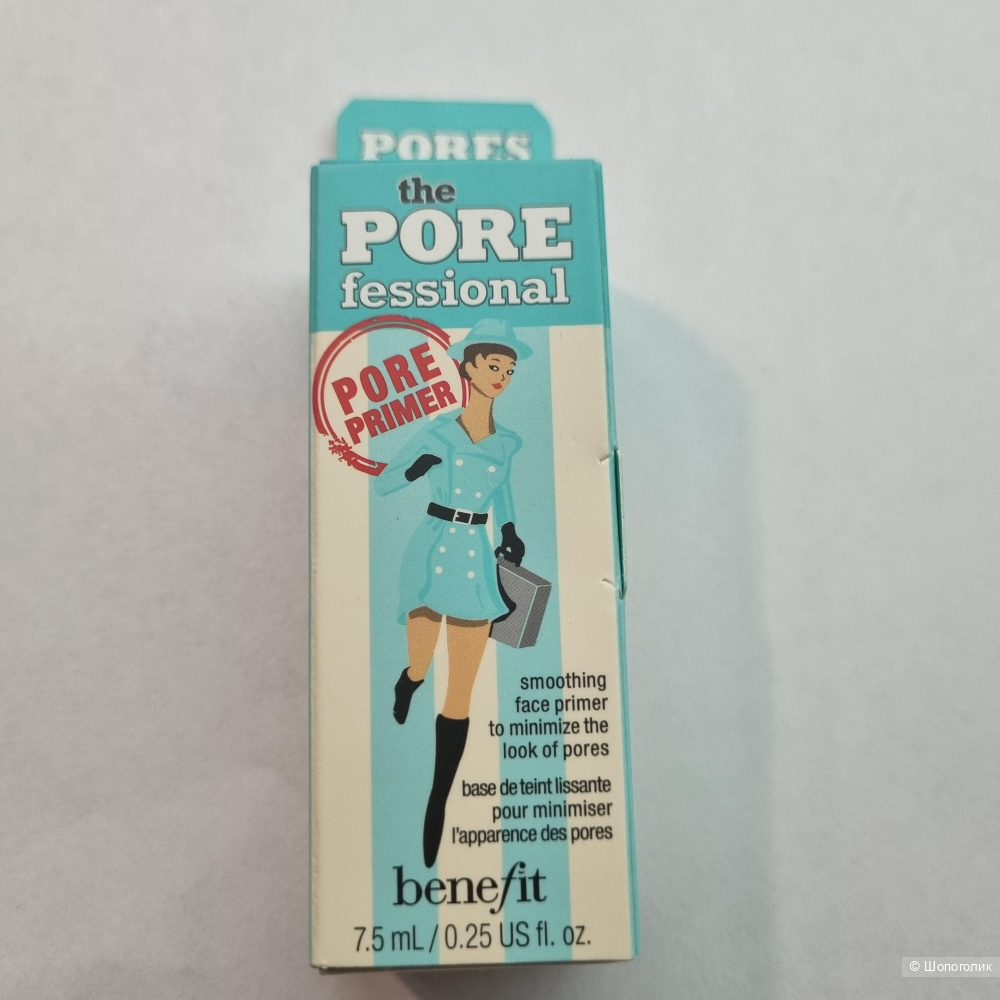 PORES
the
PORE
fessional
PORE
PRIMER
smoothing
face primer
to minimize the
look of pores
base de teint lissante
pour minimiser
l'apparence des pores
benefit
7.5 mL / 0.25 US fl. oz.
© Шопоголик